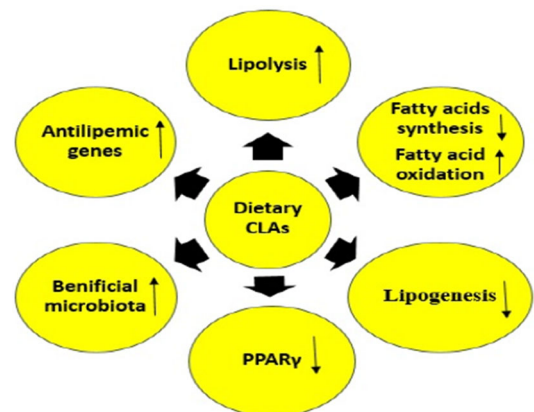 Lipolysis
Antilipemic
genes
Fatty acids
synthesis
Fatty acid
oxidation
Dietary
CLAs
Benificial
microbiota
Lipogenesis
PPARγ